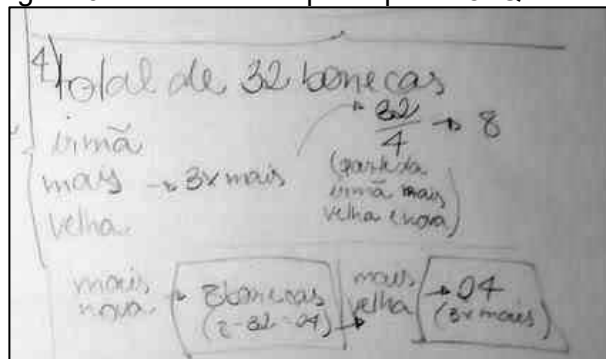 4) total de 32 bonecas
irmã mais velha → 3x mais
32/4 → 8
(parte da irmã mais velha e nova)
mais nova → 8 bonecas
(8 - 32 = 24) →
mais velha → 24
(3x mais)